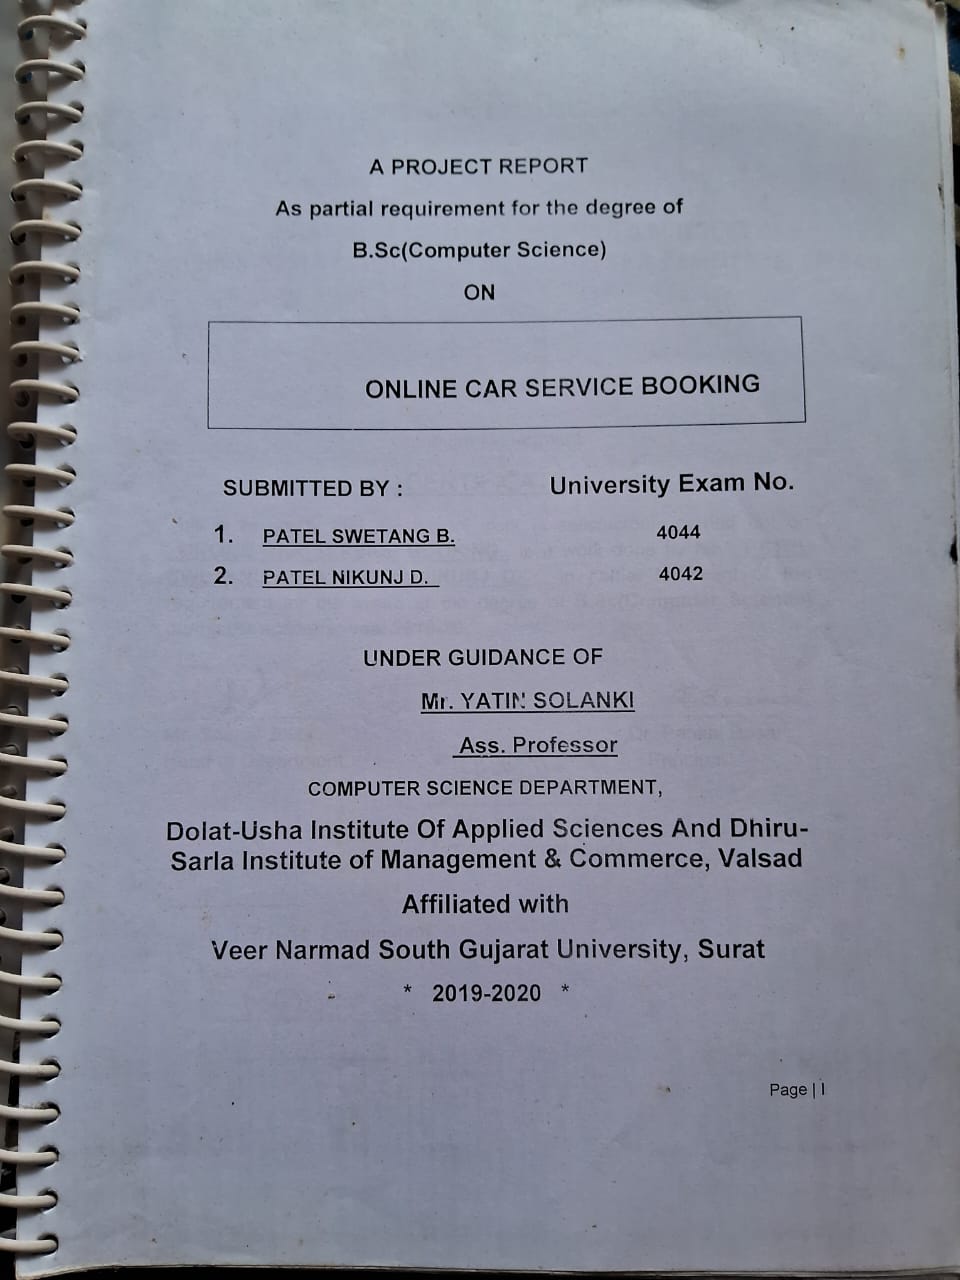 A PROJECT REPORT
As partial requirement for the degree of
B.Sc(Computer Science)
ON
ONLINE CAR SERVICE BOOKING
SUBMITTED BY : University Exam No.
1. PATEL SWETANG B. 4044
2. PATEL NIKUNJ D. 4042
UNDER GUIDANCE OF
Mr. YATIN SOLANKI
Ass. Professor
COMPUTER SCIENCE DEPARTMENT,
Dolat-Usha Institute Of Applied Sciences And Dhiru-
Sarla Institute of Management & Commerce, Valsad
Affiliated with
Veer Narmad South Gujarat University, Surat
* 2019-2020 *
Page | I